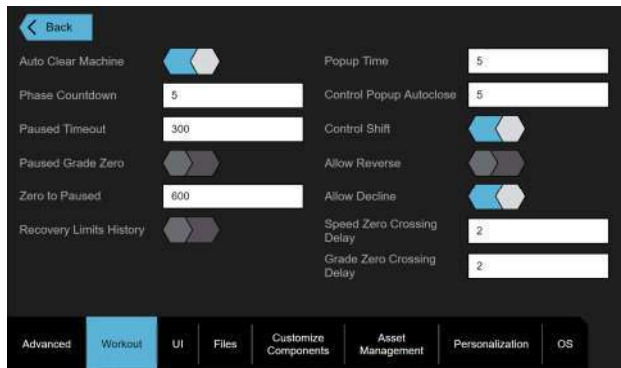 Back
Auto Clear Machine
Popup Time 5
Phase Countdown 5
Control Popup Autoclose 5
Paused Timeout 300
Control Shift
Paused Grade Zero
Allow Reverse
Zero to Paused 600
Allow Decline
Recovery Limits History
Speed Zero Crossing
Delay
2
Grade Zero Crossing
Delay
2
Advanced
Workout
UI
Files
Customize
Components
Asset
Management
Personalization
OS